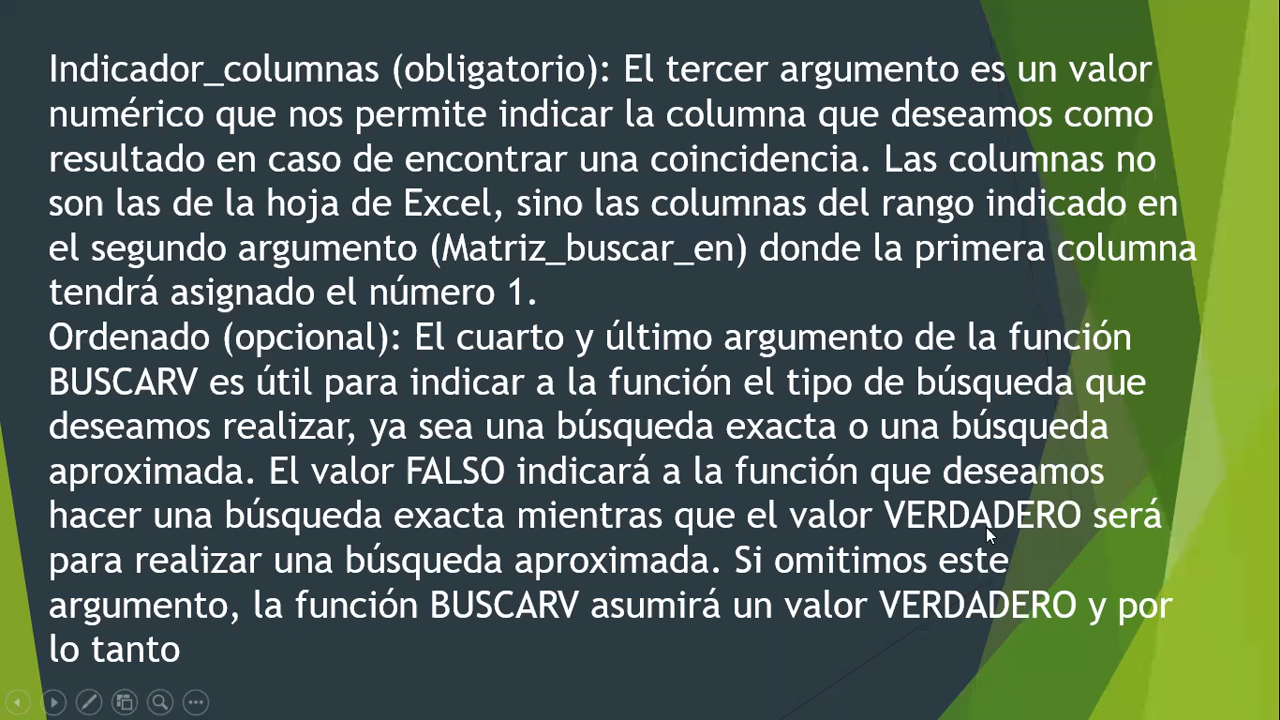 Indicador_columnas (obligatorio): El tercer argumento es un valor
numérico que nos permite indicar la columna que deseamos como
resultado en caso de encontrar una coincidencia. Las columnas no
son las de la hoja de Excel, sino las columnas del rango indicado en
el segundo argumento (Matriz_buscar_en) donde la primera columna
tendrá asignado el número 1.
Ordenado (opcional): El cuarto y último argumento de la función
BUSCARV es útil para indicar a la función el tipo de búsqueda que
deseamos realizar, ya sea una búsqueda exacta o una búsqueda
aproximada. El valor FALSO indicará a la función que deseamos
hacer una búsqueda exacta mientras que el valor VERDADERO será
para realizar una búsqueda aproximada. Si omitimos este
argumento, la función BUSCARV asumirá un valor VERDADERO y por
lo tanto